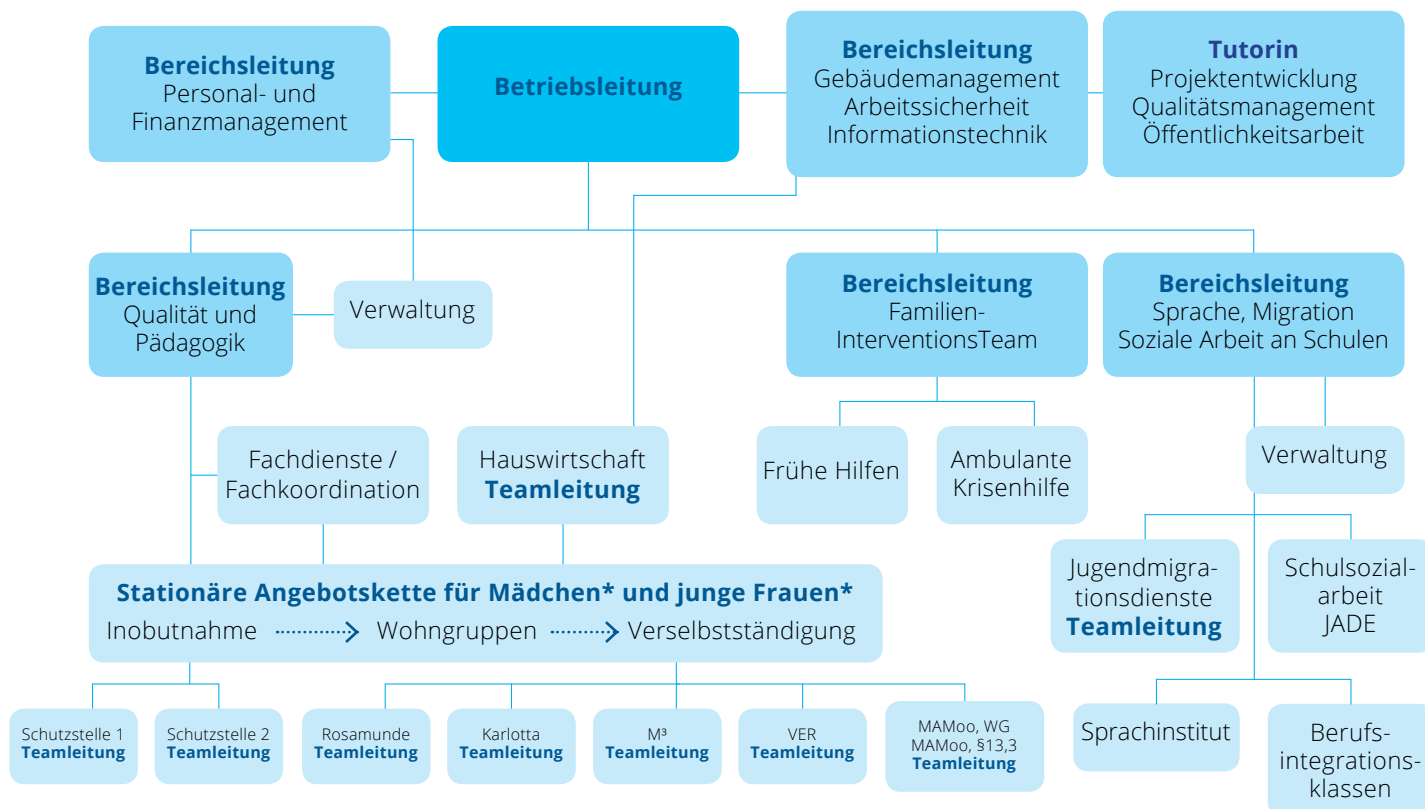 Bereichsleitung
Personal- und
Finanzmanagement
Betriebsleitung
Bereichsleitung
Gebäudemanagement
Arbeitssicherheit
Informationstechnik
Tutorin
Projektentwicklung
Qualitätsmanagement
Öffentlichkeitsarbeit
Bereichsleitung
Qualität und
Pädagogik
Verwaltung
Bereichsleitung
Familien-
InterventionsTeam
Bereichsleitung
Sprache, Migration
Soziale Arbeit an Schulen
Fachdienste /
Fachkoordination
Hauswirtschaft
Teamleitung
Frühe Hilfen
Ambulante
Krisenhilfe
Verwaltung
Stationäre Angebotskette für Mädchen* und junge Frauen*
Inobutnahme Wohngruppen Verselbstständigung
Jugendmigra-
tionsdienste
Teamleitung
Schulsozial-
arbeit
JADE
Schutzstelle 1
Teamleitung
Schutzstelle 2
Teamleitung
Rosamunde
Teamleitung
Karlotta
Teamleitung
M³
Teamleitung
VER
Teamleitung
MAMoo, WG
MAMoo, §13,3
Teamleitung
Sprachinstitut
Berufs-
integrations-
klassen